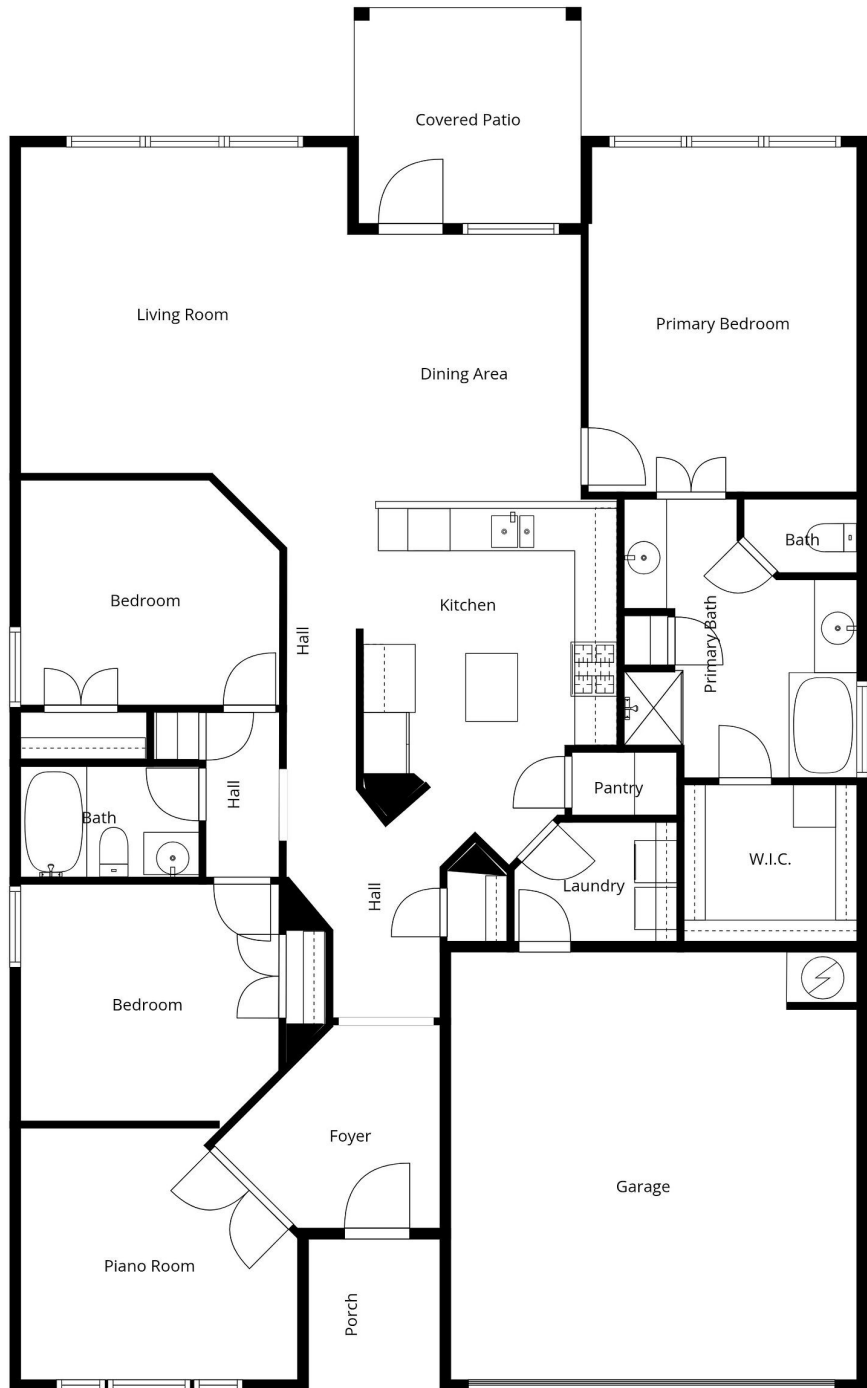 Covered Patio
Living Room
Primary Bedroom
Dining Area
Bath
Bedroom
Kitchen
Hall
Primary Bath
Pantry
Hall
Bath
W.I.C.
Laundry
Hall
Bedroom
Foyer
Garage
Piano Room
Porch